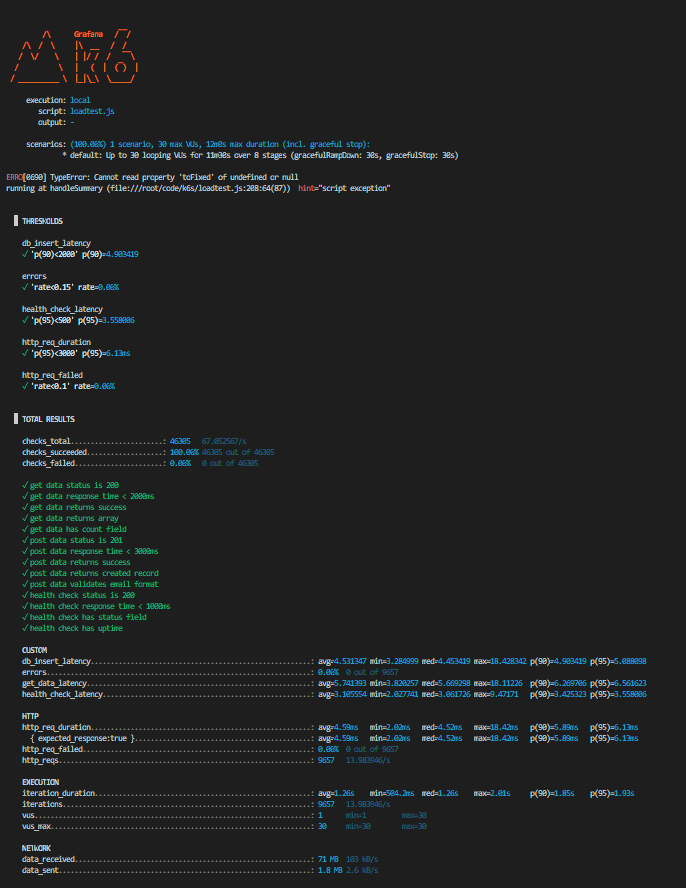 Grafana
execution: local
script: loadtest.js
output: -
scenarios: (100.00%) 1 scenario, 30 max VUs, 12m0s max duration (incl. graceful stop):
* default: Up to 30 looping VUs for 11m30s over 8 stages (gracefulRampDown: 30s, gracefulStop: 30s)
ERRO[0690] TypeError: Cannot read property 'toFixed' of undefined or null
running at handleSummary (file:///root/code/k6s/loadtest.js:208:64(87))  hint="script exception"
THRESHOLDS
db_insert_latency
✓ 'p(90)<2000' p(90)=4.903419
errors
✓ 'rate<0.15' rate=0.00%
health_check_latency
✓ 'p(95)<500' p(95)=3.558006
http_req_duration
✓ 'p(95)<3000' p(95)=6.13ms
http_req_failed
✓ 'rate<0.1' rate=0.00%
TOTAL RESULTS
checks_total.......................: 46305   67.052567/s
checks_succeeded...................: 100.00% 46305 out of 46305
checks_failed......................: 0.00%   0 out of 46305
✓ get data status is 200
✓ get data response time < 2000ms
✓ get data returns success
✓ get data returns array
✓ get data has count field
✓ post data status is 201
✓ post data response time < 3000ms
✓ post data returns success
✓ post data returns created record
✓ post data validates email format
✓ health check status is 200
✓ health check response time < 1000ms
✓ health check has status field
✓ health check has uptime
CUSTOM
db_insert_latency.......................................................: avg=4.531347 min=3.284999 med=4.453419 max=18.428342 p(90)=4.903419 p(95)=5.080098
errors..................................................................: 0.00%  0 out of 9657
get_data_latency........................................................: avg=5.741393 min=3.820257 med=5.669298 max=18.11226  p(90)=6.269706 p(95)=6.561623
health_check_latency....................................................: avg=3.105554 min=2.027741 med=3.061726 max=9.47171   p(90)=3.425323 p(95)=3.558006
HTTP
http_req_duration.......................................................: avg=4.59ms   min=2.02ms   med=4.52ms   max=18.42ms   p(90)=5.89ms   p(95)=6.13ms
{ expected_response:true }............................................: avg=4.59ms   min=2.02ms   med=4.52ms   max=18.42ms   p(90)=5.89ms   p(95)=6.13ms
http_req_failed.........................................................: 0.00%  0 out of 9657
http_reqs...............................................................: 9657   13.983946/s
EXECUTION
iteration_duration......................................................: avg=1.26s    min=504.2ms  med=1.26s    max=2.01s     p(90)=1.85s    p(95)=1.93s
iterations..............................................................: 9657   13.983946/s
vus.....................................................................: 1      min=1         max=30
vus_max.................................................................: 30     min=30        max=30
NETWORK
data_received...........................................................: 71 MB  103 kB/s
data_sent...............................................................: 1.8 MB 2.6 kB/s